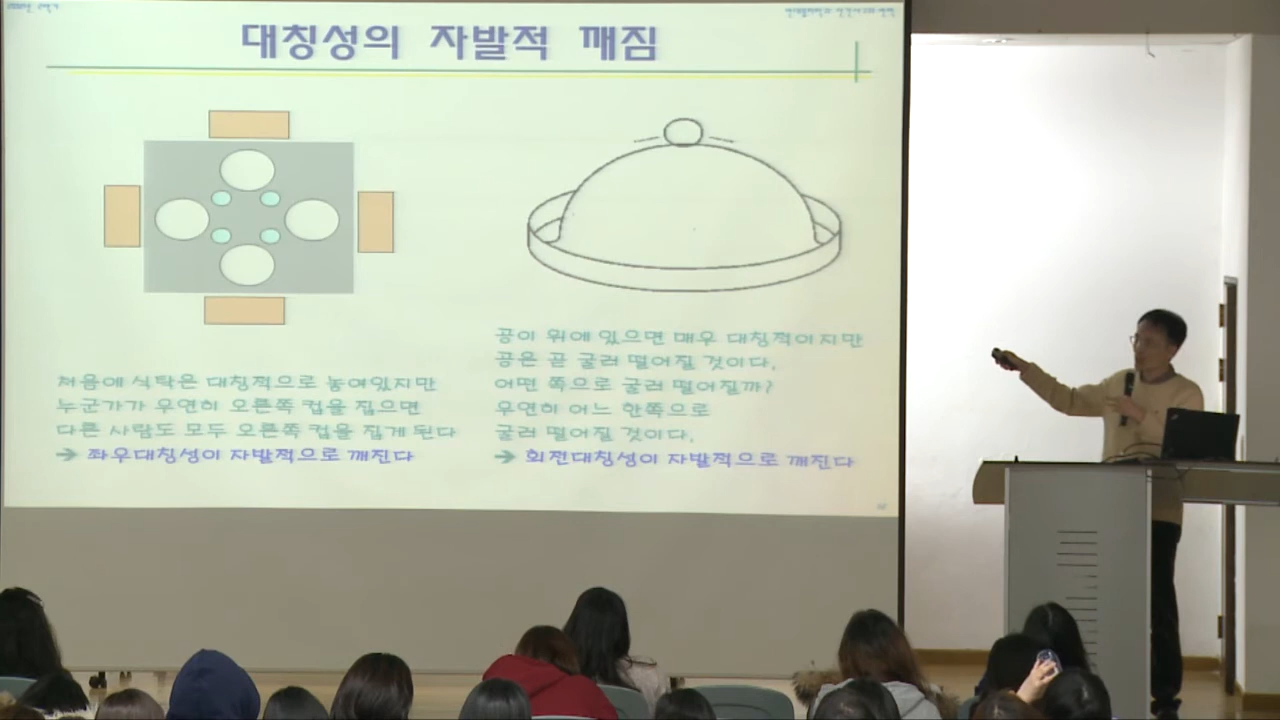 대칭성의 자발적 깨짐
처음에 식탁은 대칭적으로 놓여있지만
누군가가 우연히 오른쪽 컵을 집으면
다른 사람도 모두 오른쪽 컵을 집게 된다
→ 좌우대칭성이 자발적으로 깨진다
공이 위에 있으면 매우 대칭적이지만
공은 곧 굴러 떨어질 것이다.
어떤 쪽으로 굴러 떨어질까?
우연히 어느 한쪽으로
굴러 떨어질 것이다.
→ 회전대칭성이 자발적으로 깨진다